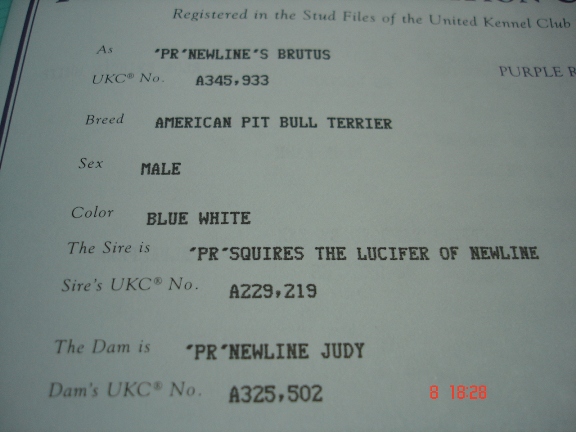 Registered in the Stud Files of the United Kennel Club
As 'PR'NEWLINE'S BRUTUS
UKC® No. A345,933
PURPLE
Breed AMERICAN PIT BULL TERRIER
Sex MALE
Color BLUE WHITE
The Sire is 'PR'SQUIRES THE LUCIFER OF NEWLINE
Sire's UKC® No. A229,219
The Dam is 'PR'NEWLINE JUDY
Dam's UKC® No. A325,502
8 18:28